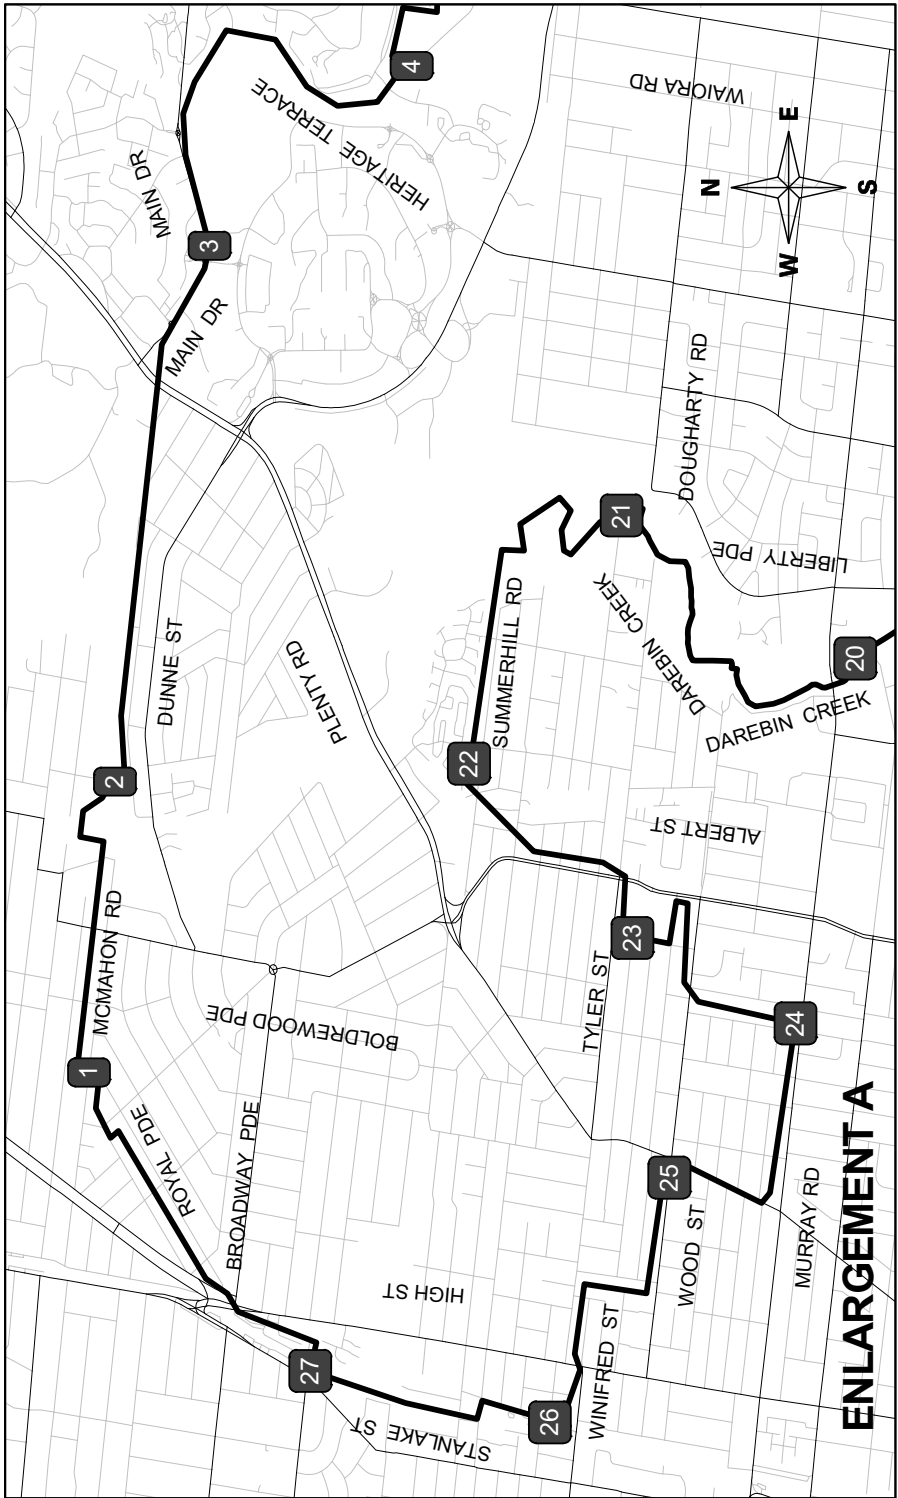 1
2
3
4
MCMAHON RD
MAIN DR
MAIN DR
ROYAL PDE
DUNNE ST
HERITAGE TERRACE
BROADWAY PDE
BOLDREWOOD PDE
PLENTY RD
WAIORA RD
27
HIGH ST
STANLAKE ST
26
WINIFRED ST
22
SUMMERHILL RD
21
DAREBIN CREEK
DOUGHARTY RD
TYLER ST
23
ALBERT ST
LIBERTY PDE
25
WOOD ST
DAREBIN CREEK
20
24
MURRAY RD
N
W
E
S
ENLARGEMENT A